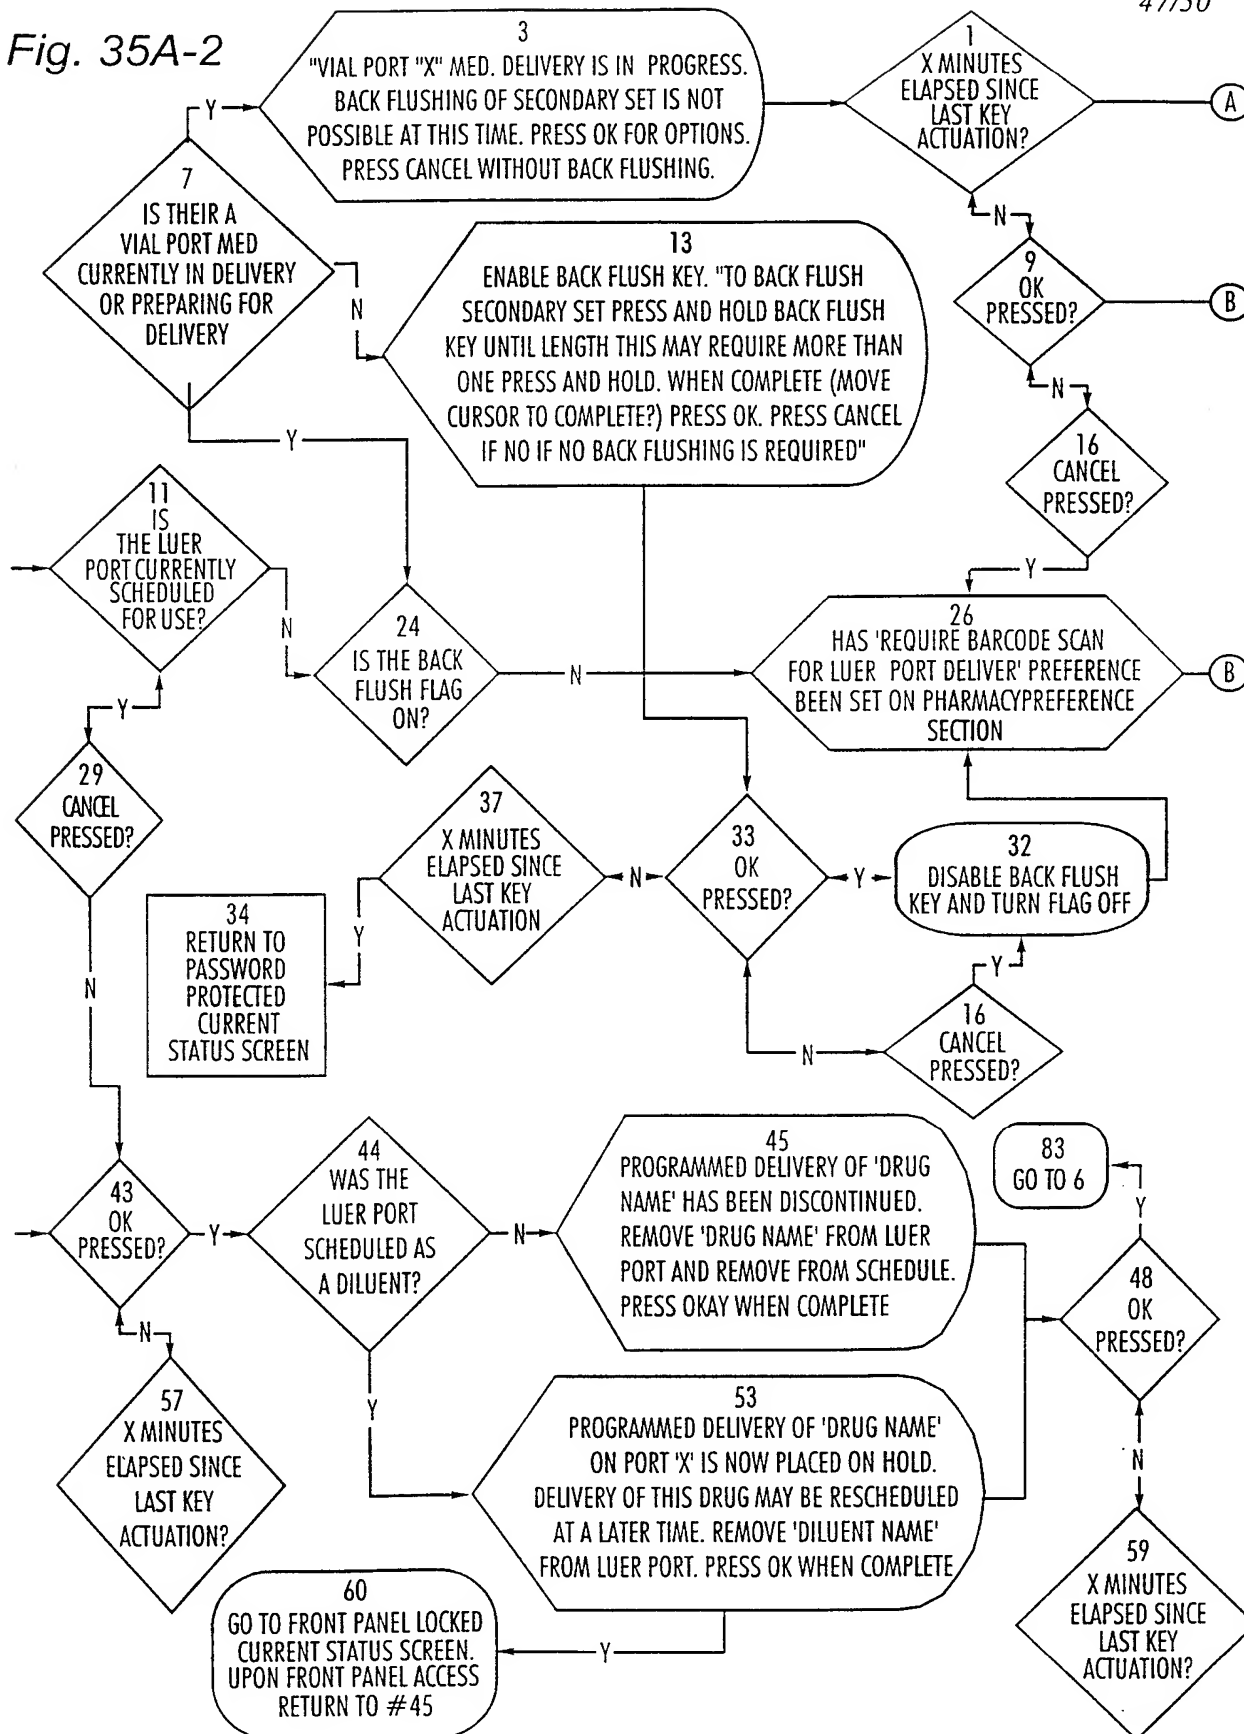 47/50
Fig. 35A-2
3
"VIAL PORT "X" MED. DELIVERY IS IN PROGRESS.
BACK FLUSHING OF SECONDARY SET IS NOT
POSSIBLE AT THIS TIME. PRESS OK FOR OPTIONS.
PRESS CANCEL WITHOUT BACK FLUSHING.
1
X MINUTES
ELAPSED SINCE
LAST KEY
ACTUATION?
A
Y
7
IS THEIR A
VIAL PORT MED
CURRENTLY IN DELIVERY
OR PREPARING FOR
DELIVERY
N
13
ENABLE BACK FLUSH KEY. "TO BACK FLUSH
SECONDARY SET PRESS AND HOLD BACK FLUSH
KEY UNTIL LENGTH THIS MAY REQUIRE MORE THAN
ONE PRESS AND HOLD. WHEN COMPLETE (MOVE
CURSOR TO COMPLETE?) PRESS OK. PRESS CANCEL
IF NO IF NO BACK FLUSHING IS REQUIRED"
N
9
OK
PRESSED?
B
N
16
CANCEL
PRESSED?
Y
Y
11
IS
THE LUER
PORT CURRENTLY
SCHEDULED
FOR USE?
N
24
IS THE BACK
FLUSH FLAG
ON?
N
26
HAS 'REQUIRE BARCODE SCAN
FOR LUER PORT DELIVER' PREFERENCE
BEEN SET ON PHARMACYPREFERENCE
SECTION
B
Y
29
CANCEL
PRESSED?
N
37
X MINUTES
ELAPSED SINCE
LAST KEY
ACTUATION
N
33
OK
PRESSED?
Y
32
DISABLE BACK FLUSH
KEY AND TURN FLAG OFF
Y
34
RETURN TO
PASSWORD
PROTECTED
CURRENT
STATUS SCREEN
Y
16
CANCEL
PRESSED?
N
43
OK
PRESSED?
Y
44
WAS THE
LUER PORT
SCHEDULED AS
A DILUENT?
N
45
PROGRAMMED DELIVERY OF 'DRUG
NAME' HAS BEEN DISCONTINUED.
REMOVE 'DRUG NAME' FROM LUER
PORT AND REMOVE FROM SCHEDULE.
PRESS OKAY WHEN COMPLETE
83
GO TO 6
Y
48
OK
PRESSED?
N
57
X MINUTES
ELAPSED SINCE
LAST KEY
ACTUATION?
Y
53
PROGRAMMED DELIVERY OF 'DRUG NAME'
ON PORT 'X' IS NOW PLACED ON HOLD.
DELIVERY OF THIS DRUG MAY BE RESCHEDULED
AT A LATER TIME. REMOVE 'DILUENT NAME'
FROM LUER PORT. PRESS OK WHEN COMPLETE
N
59
X MINUTES
ELAPSED SINCE
LAST KEY
ACTUATION?
60
GO TO FRONT PANEL LOCKED
CURRENT STATUS SCREEN.
UPON FRONT PANEL ACCESS
RETURN TO #45
Y